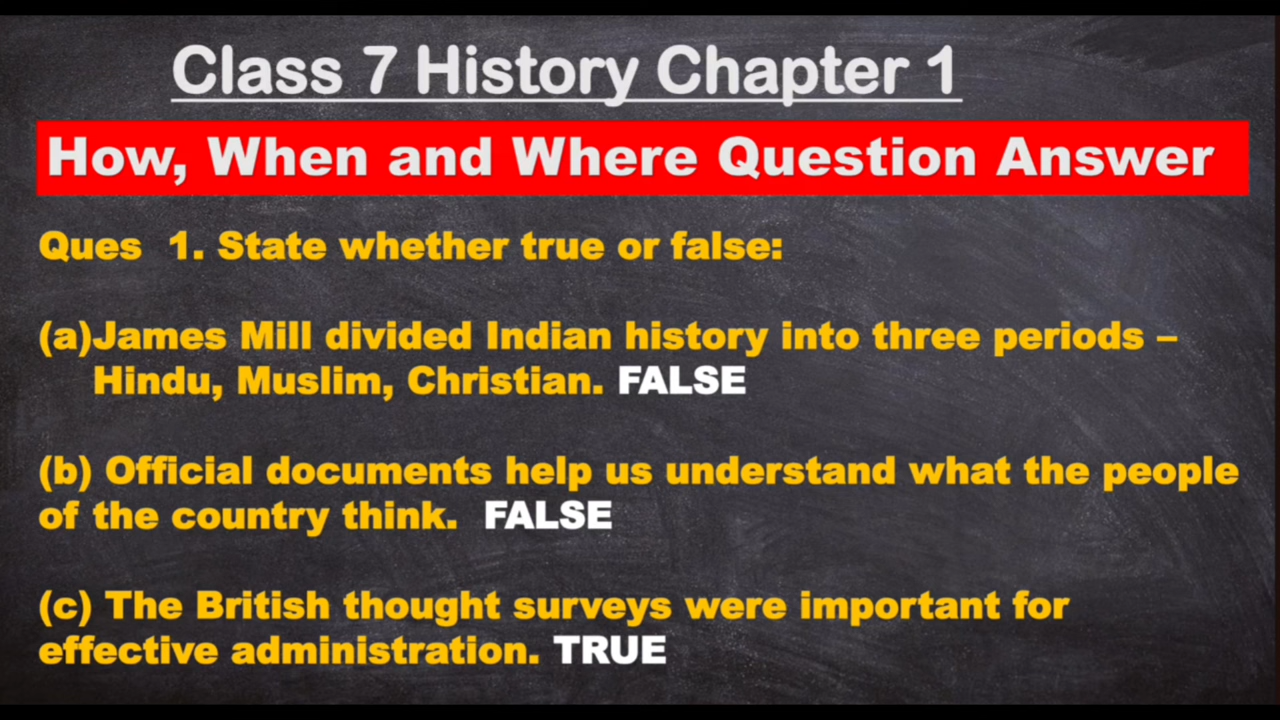 Class 7 History Chapter 1
How, When and Where Question Answer
Ques 1. State whether true or false:
(a)James Mill divided Indian history into three periods –
Hindu, Muslim, Christian. FALSE
(b) Official documents help us understand what the people
of the country think. FALSE
(c) The British thought surveys were important for
effective administration. TRUE